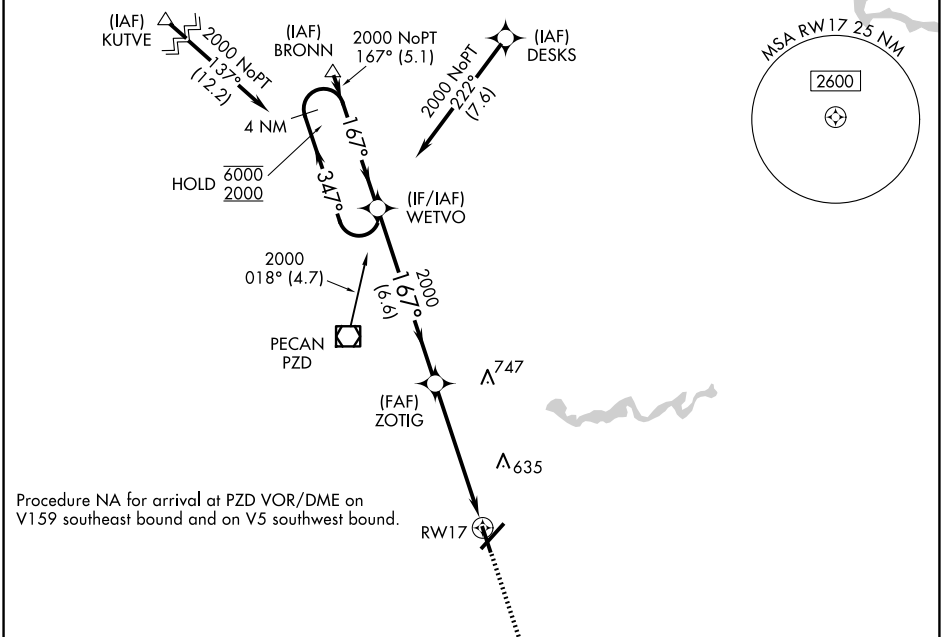 (IAF)
KUTVE
2000 NoPT
137°
(12.2)
(IAF)
BRONN
2000 NoPT
167° (5.1)
(IAF)
DESKS
2000 NoPT
222°
(7.6)
MSA RW17 25 NM
2600
4 NM
167°
347°
HOLD
6000
2000
(IF/IAF)
WETVO
2000
018° (4.7)
2000
167°
(6.6)
PECAN
PZD
747
(FAF)
ZOTIG
635
Procedure NA for arrival at PZD VOR/DME on
V159 southeast bound and on V5 southwest bound.
RW17